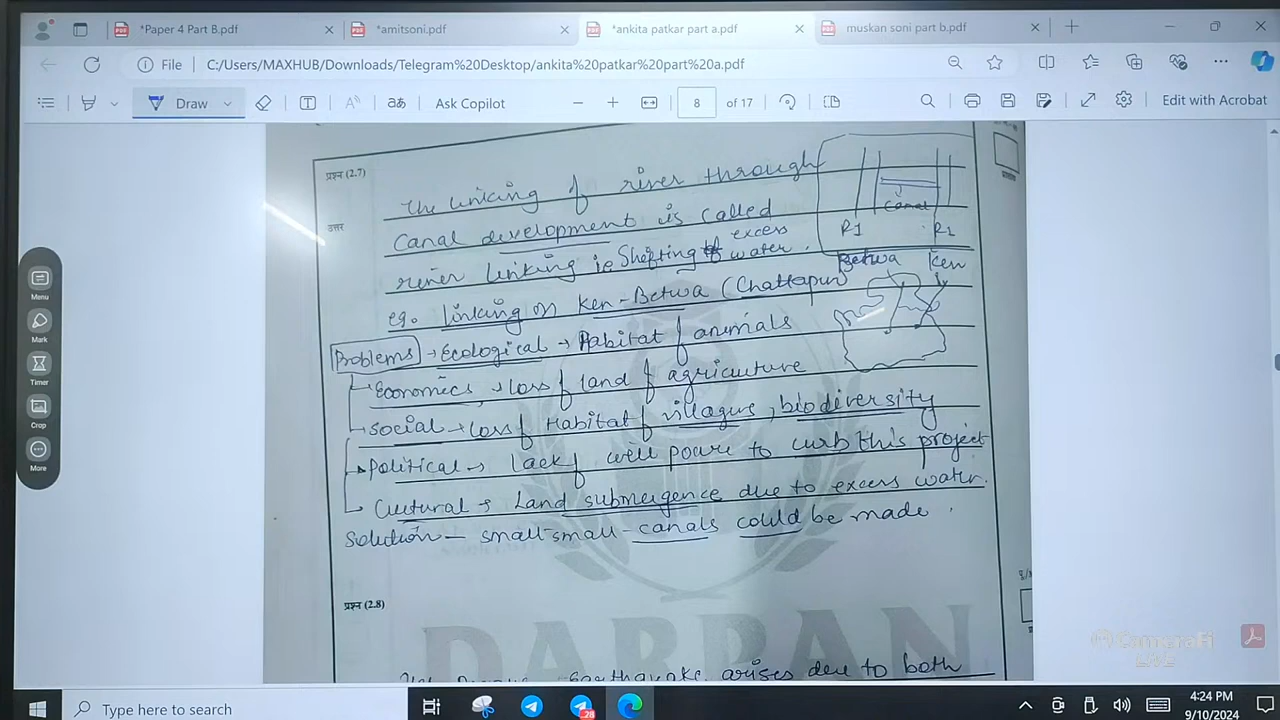 *Paper 4 Part B.pdf
*amitsoni.pdf
*ankita patkar part a.pdf
muskan soni part b.pdf
File
C:/Users/MAXHUB/Downloads/Telegram%20Desktop/ankita%20patkar%20part%20a.pdf
Draw
Ask Copilot
8 of 17
Edit with Acrobat
Menu
Mark
Timer
Crop
More
प्रश्न (2.7)
उत्तर
The linking of river through
Canal development is called
river linking ie Shifting of excess water.
eg. linking on Ken-Betwa (Chattapur
Canal
R1 R2
Betwa Ken
Problems → Ecological → Habitat of animals
Economics, → loss of land of agriculture
Social → loss of Habitat of villagers, biodiversity
Political → lack of will poure to curb this project
Cultural → Land submergence due to excess water.
Solution — small-small-canals could be made.
प्रश्न (2.8)
DARPAN
Earthquake arises due to both
CameraFi
LIVE
Type here to search
28
4:24 PM
9/10/2024